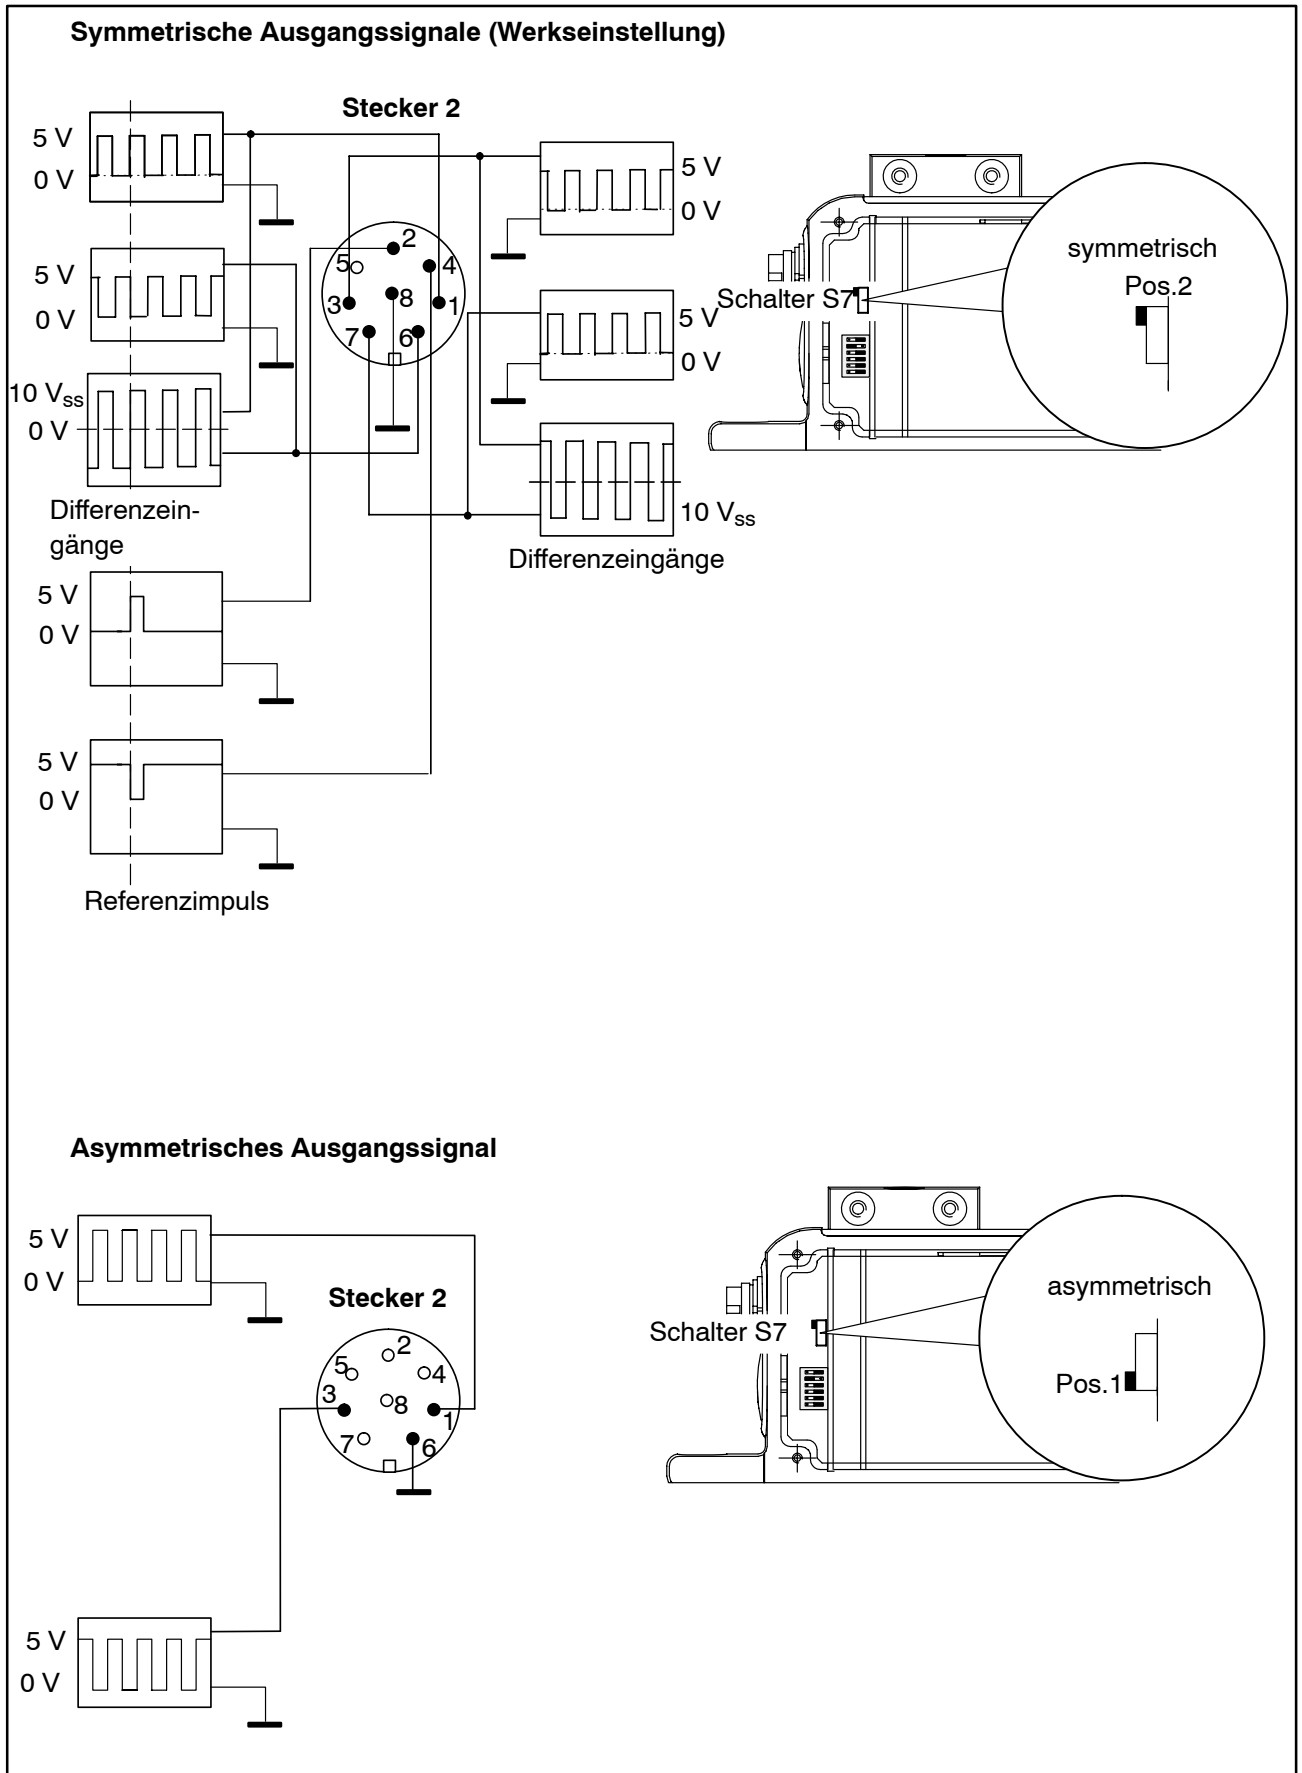 Symmetrische Ausgangssignale (Werkseinstellung)
Stecker 2
5 V
0 V
5 V
0 V
10 Vss
0 V
Differenzein-
gänge
5 V
0 V
5 V
0 V
Referenzimpuls
2
5
4
3
8
1
7
6
5 V
0 V
5 V
0 V
10 Vss
Differenzeingänge
Schalter S7
symmetrisch
Pos.2
Asymmetrisches Ausgangssignal
5 V
0 V
Stecker 2
2
5
4
3
8
1
7
6
5 V
0 V
Schalter S7
asymmetrisch
Pos.1